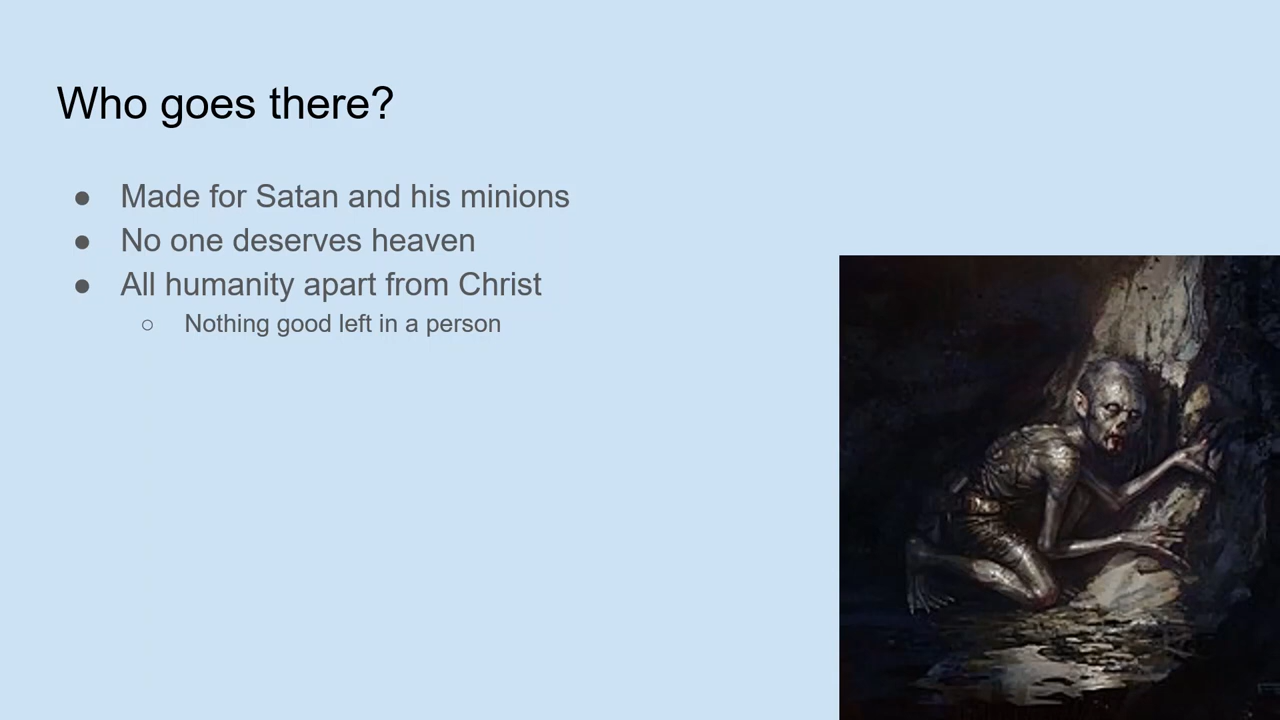 Who goes there?
● Made for Satan and his minions
● No one deserves heaven
● All humanity apart from Christ
○ Nothing good left in a person